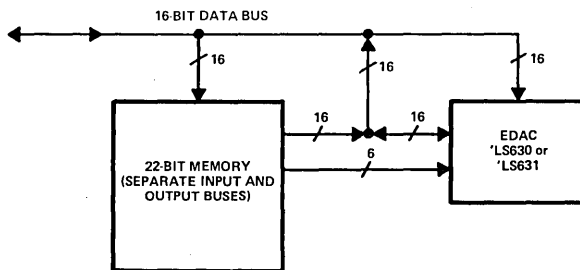 16-BIT DATA BUS
16
16
16
16
16
6
22-BIT MEMORY
(SEPARATE INPUT AND
OUTPUT BUSES)
EDAC
'LS630 or
'LS631